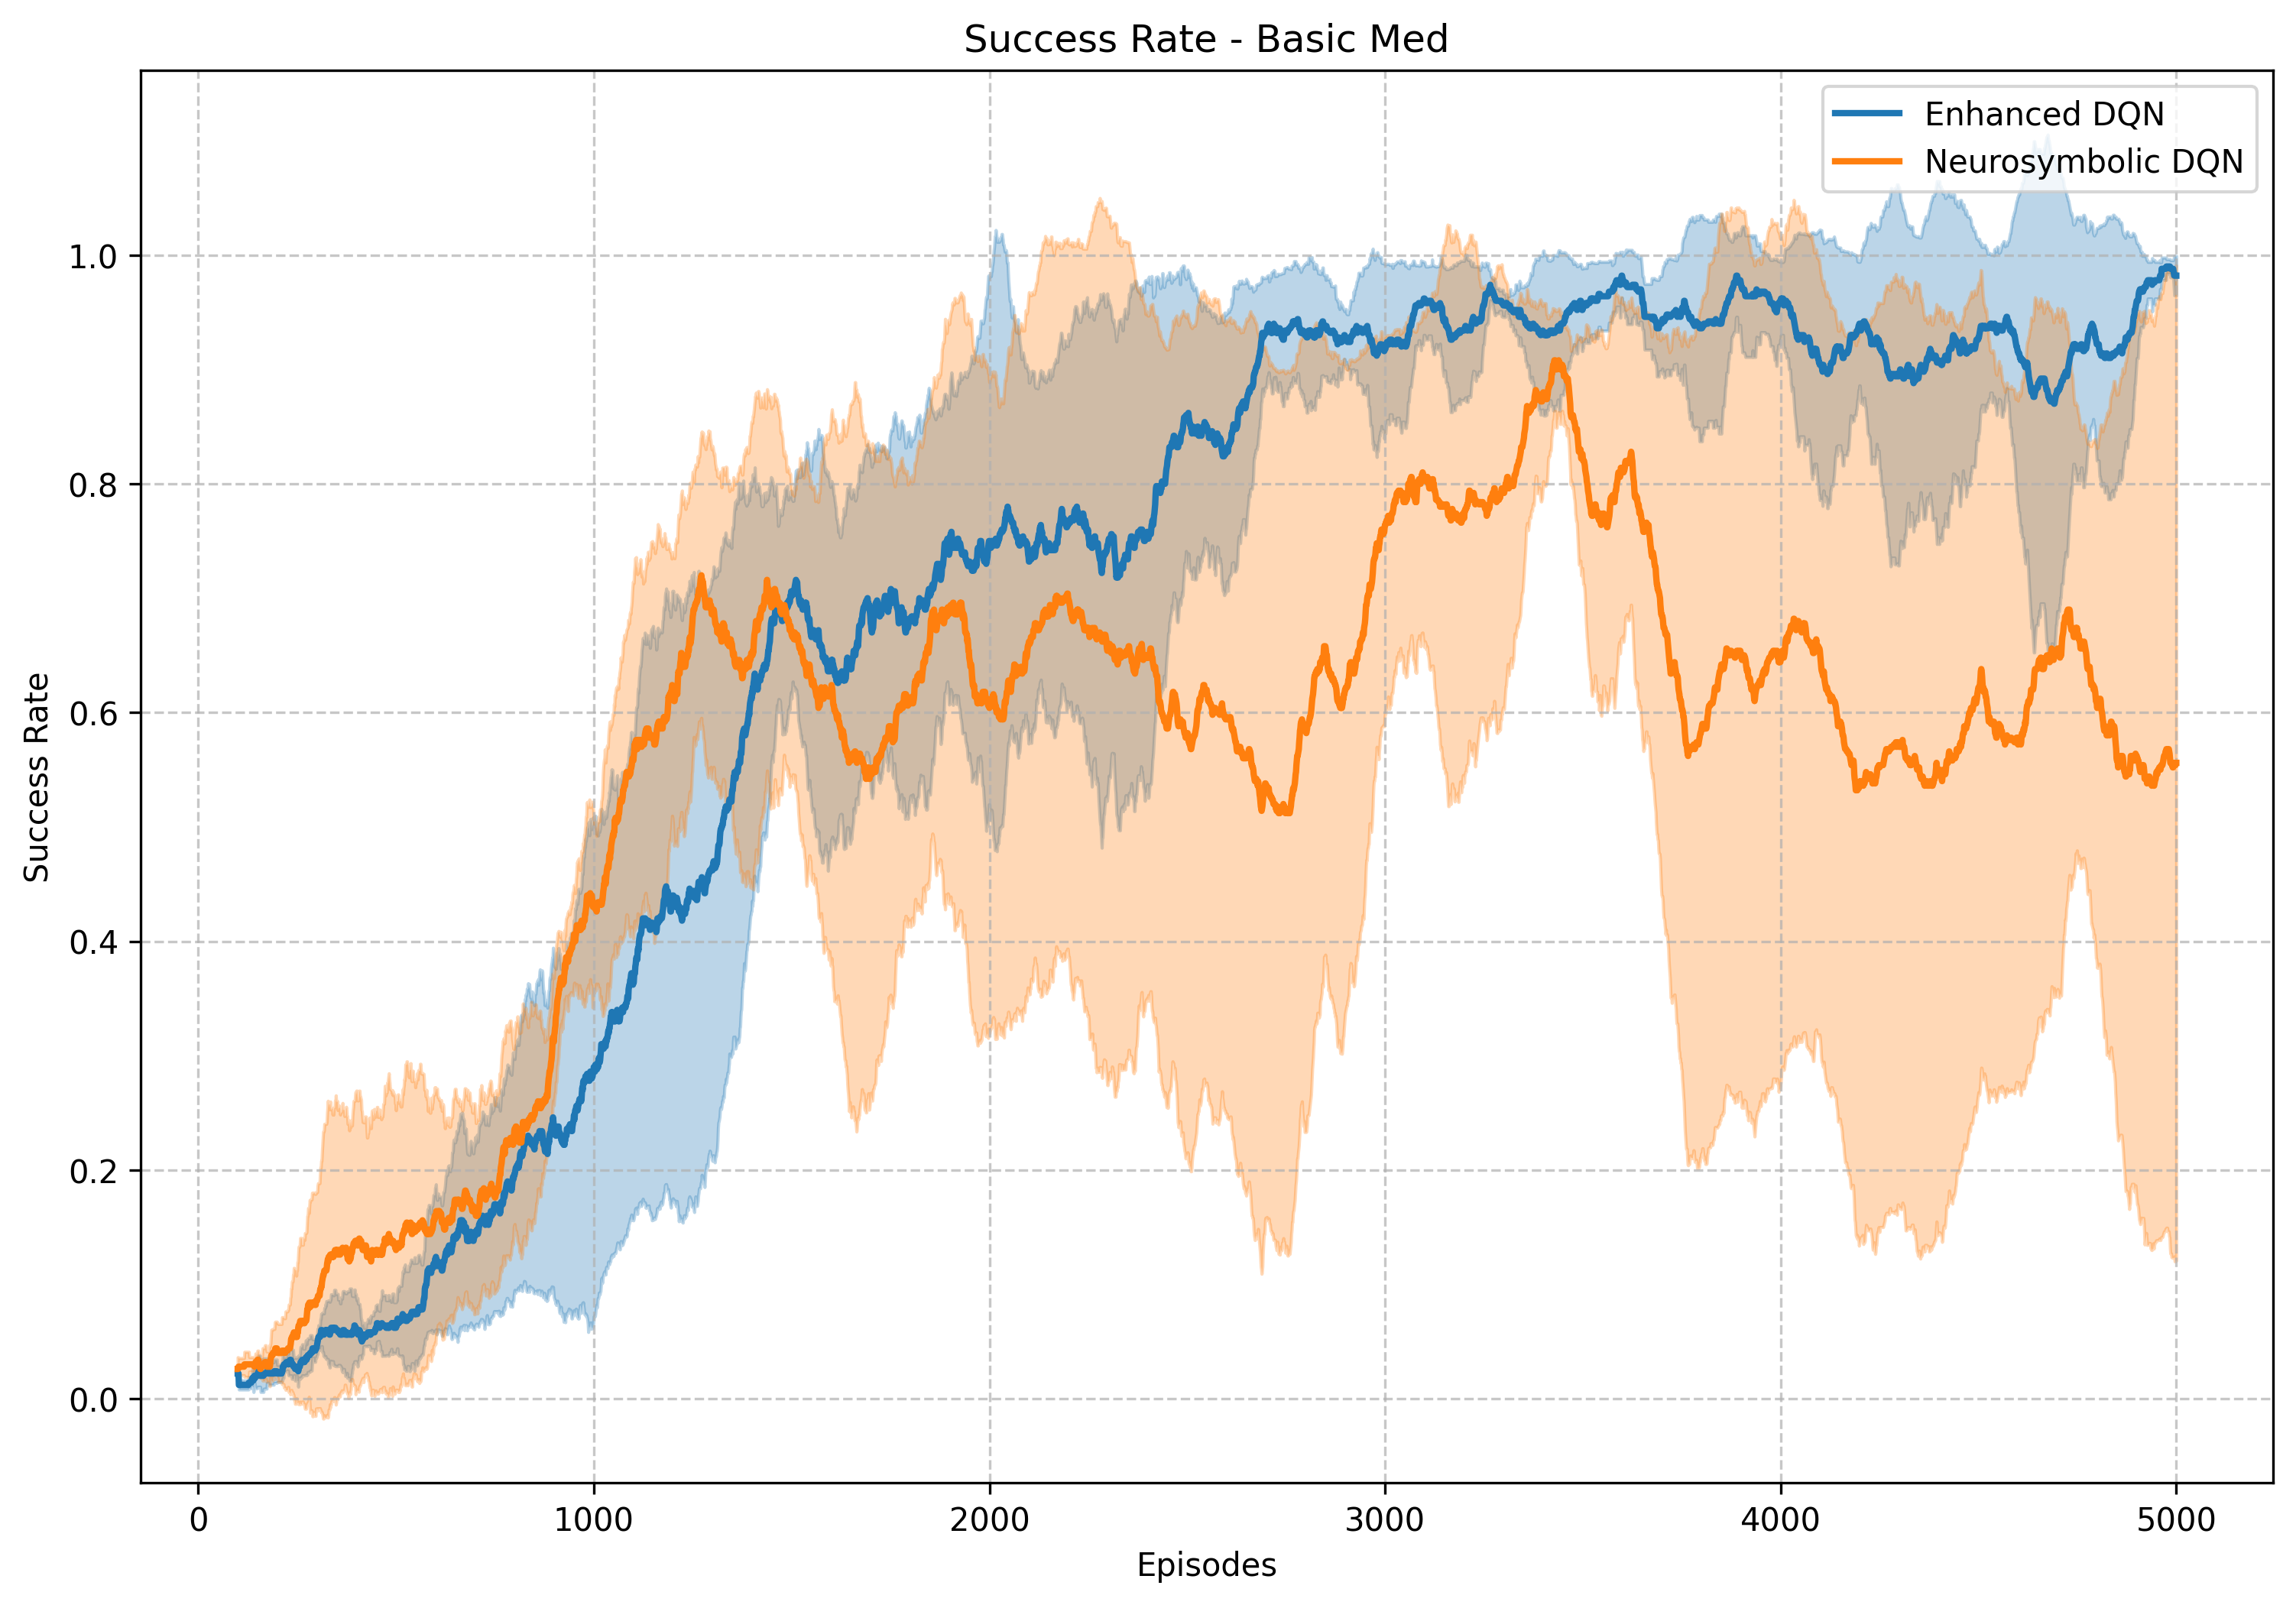 Success Rate - Basic Med
Enhanced DQN
Neurosymbolic DQN
Success Rate
1.0
0.8
0.6
0.4
0.2
0.0
0
1000
2000
3000
4000
5000
Episodes